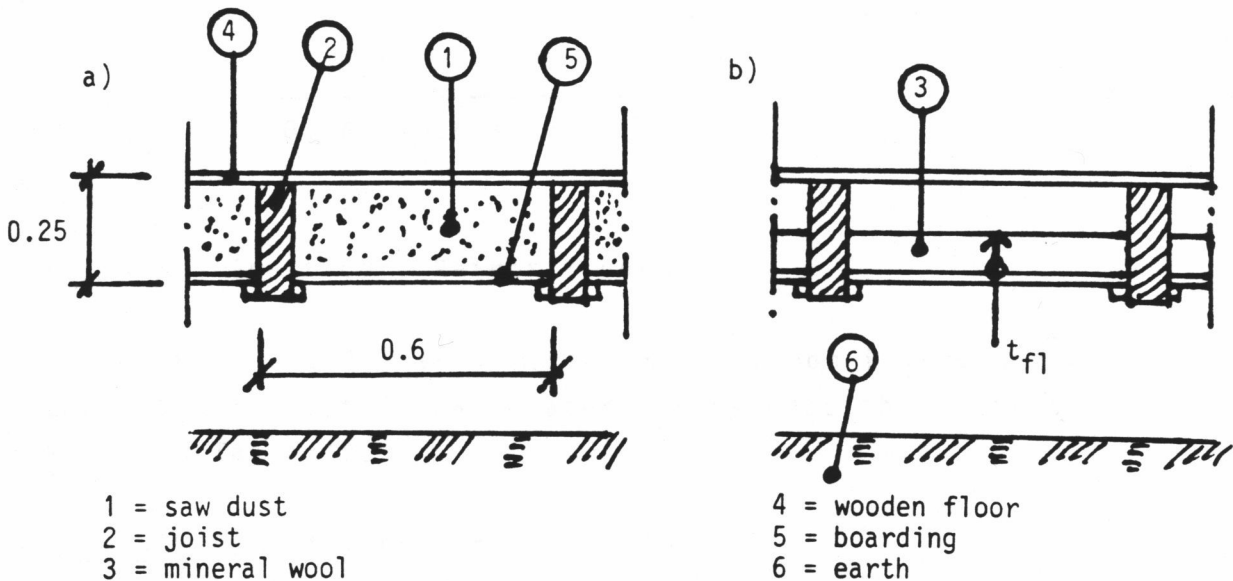 a)
4
2
1
5
0.25
0.6
b)
3
t_fl
6
1 = saw dust
2 = joist
3 = mineral wool
4 = wooden floor
5 = boarding
6 = earth